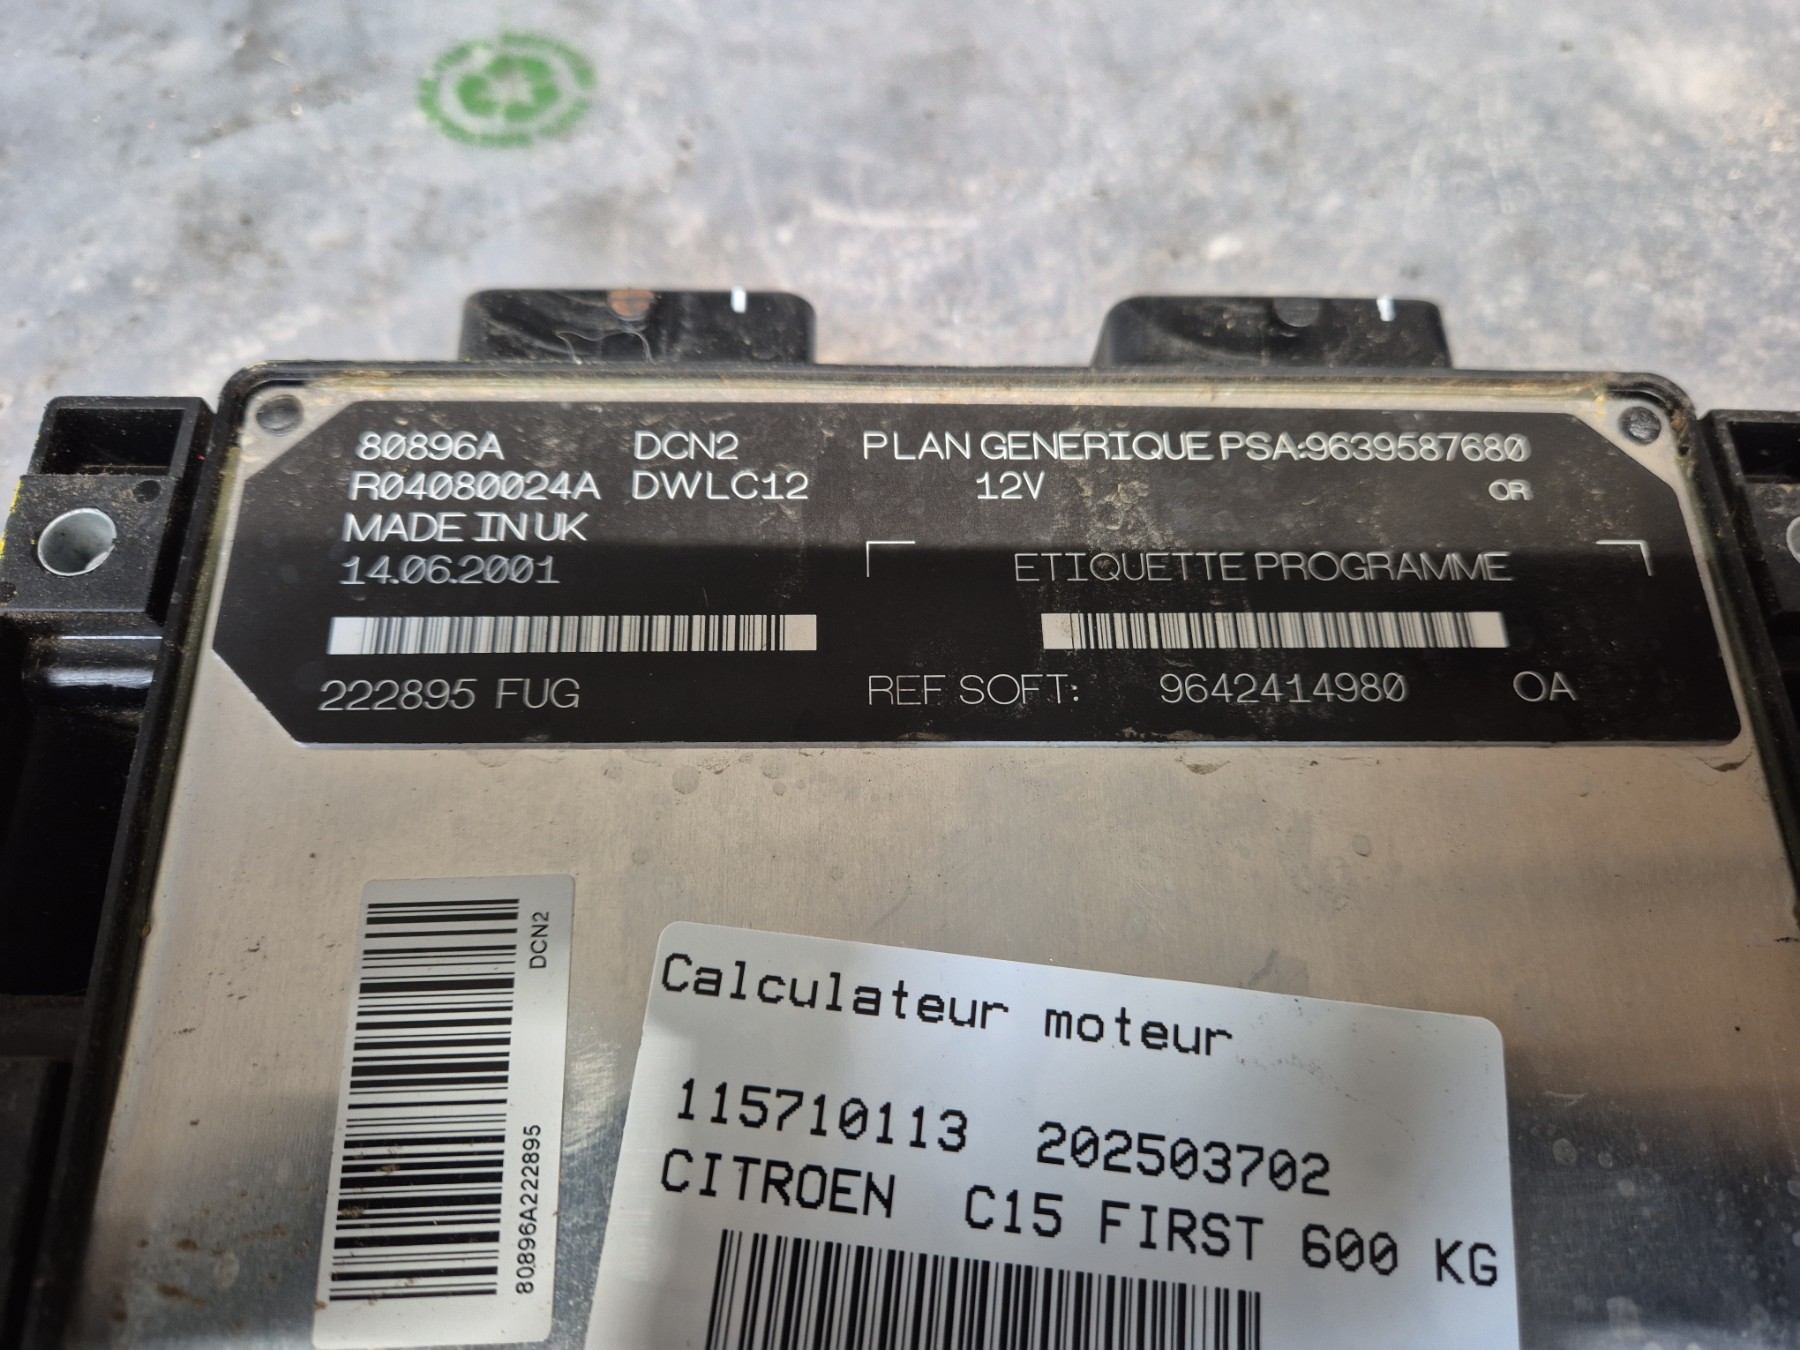 80896A DCN2 PLAN GENERIQUE PSA:9639587680
R04080024A DWLC12 12V OR
MADE IN UK
14.06.2001
ETIQUETTE PROGRAMME
222895 FUG REF SOFT: 9642414980 0A
DCN2
80896A222895
Calculateur moteur
115710113 202503702
CITROEN C15 FIRST 600 KG